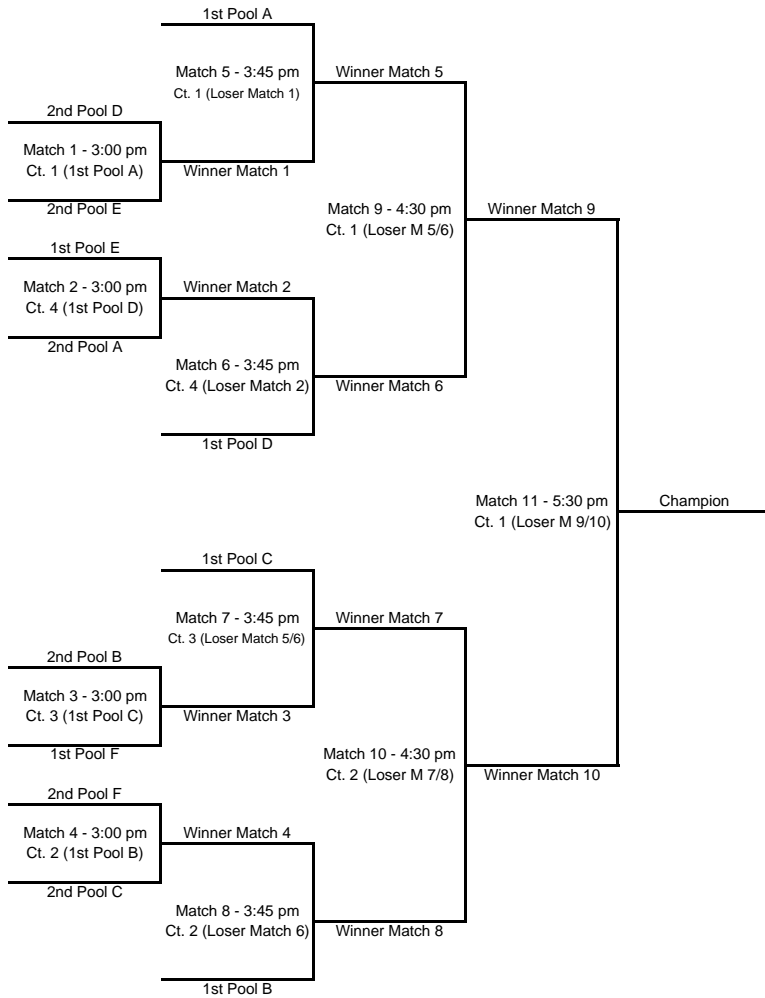 1st Pool A
Match 5 - 3:45 pm
Ct. 1 (Loser Match 1)
Winner Match 5
2nd Pool D
Match 1 - 3:00 pm
Ct. 1 (1st Pool A)
Winner Match 1
2nd Pool E
Match 9 - 4:30 pm
Ct. 1 (Loser M 5/6)
Winner Match 9
1st Pool E
Match 2 - 3:00 pm
Ct. 4 (1st Pool D)
Winner Match 2
2nd Pool A
Match 6 - 3:45 pm
Ct. 4 (Loser Match 2)
Winner Match 6
1st Pool D
Match 11 - 5:30 pm
Ct. 1 (Loser M 9/10)
Champion
1st Pool C
Match 7 - 3:45 pm
Ct. 3 (Loser Match 5/6)
Winner Match 7
2nd Pool B
Match 3 - 3:00 pm
Ct. 3 (1st Pool C)
Winner Match 3
1st Pool F
Match 10 - 4:30 pm
Ct. 2 (Loser M 7/8)
Winner Match 10
2nd Pool F
Match 4 - 3:00 pm
Ct. 2 (1st Pool B)
Winner Match 4
2nd Pool C
Match 8 - 3:45 pm
Ct. 2 (Loser Match 6)
Winner Match 8
1st Pool B